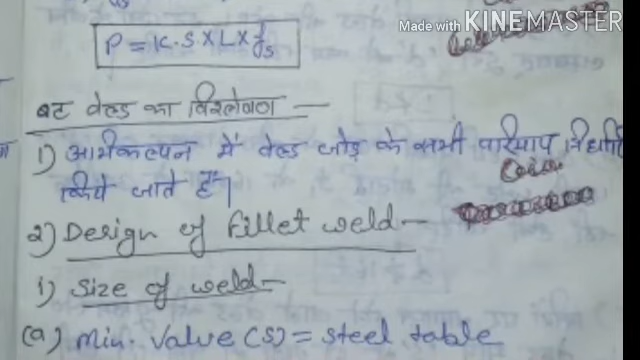 Made with KINEMASTER
P = K.S X L X fs
बट वेल्ड का विश्लेषण —
1) अभिकल्पन में वेल्ड जोड़ के सभी परिमाप
किये जाते हैं।
2) Design of fillet weld —
i) Size of weld —
(a) Min. Value (S) = steel table